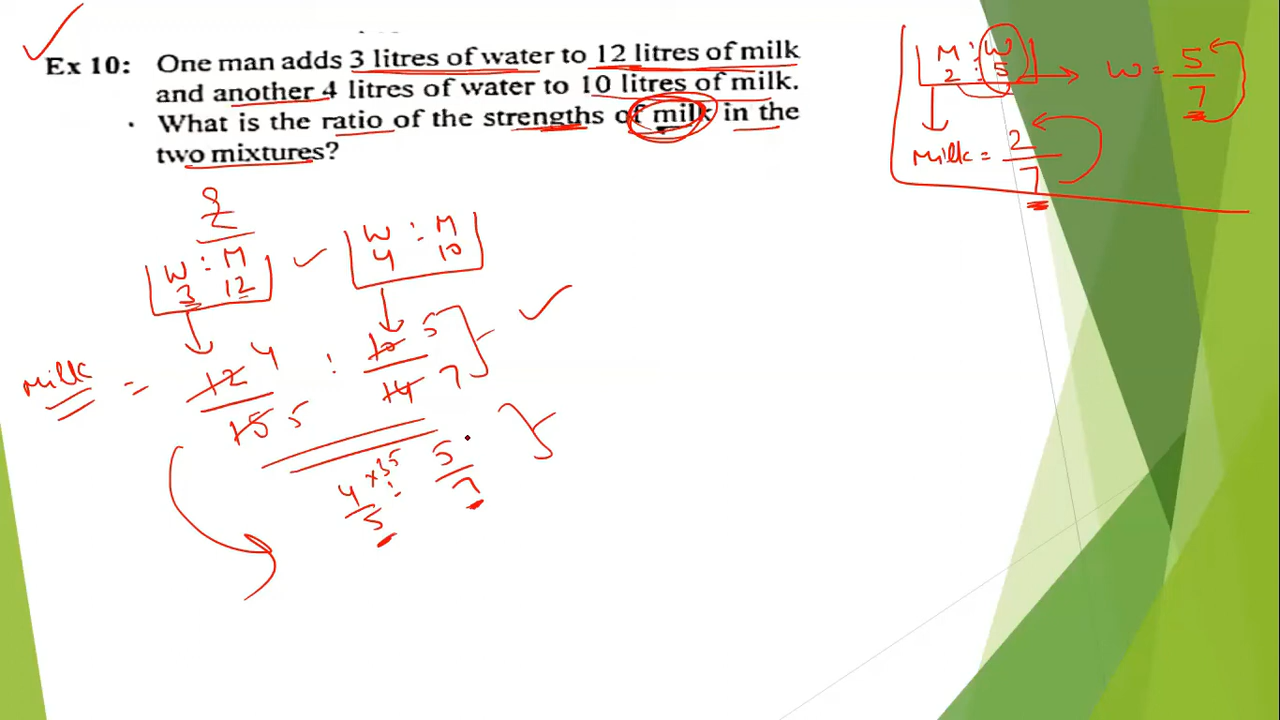 Ex 10: One man adds 3 litres of water to 12 litres of milk
and another 4 litres of water to 10 litres of milk.
What is the ratio of the strengths of milk in the
two mixtures?
M : W
2 : 5
W = 5/7
Milk = 2/7
W : M
3 12
W : M
4 10
Milk = 12/15 4/5 : 10/14 5/7
4/5 ×35 : 5/7